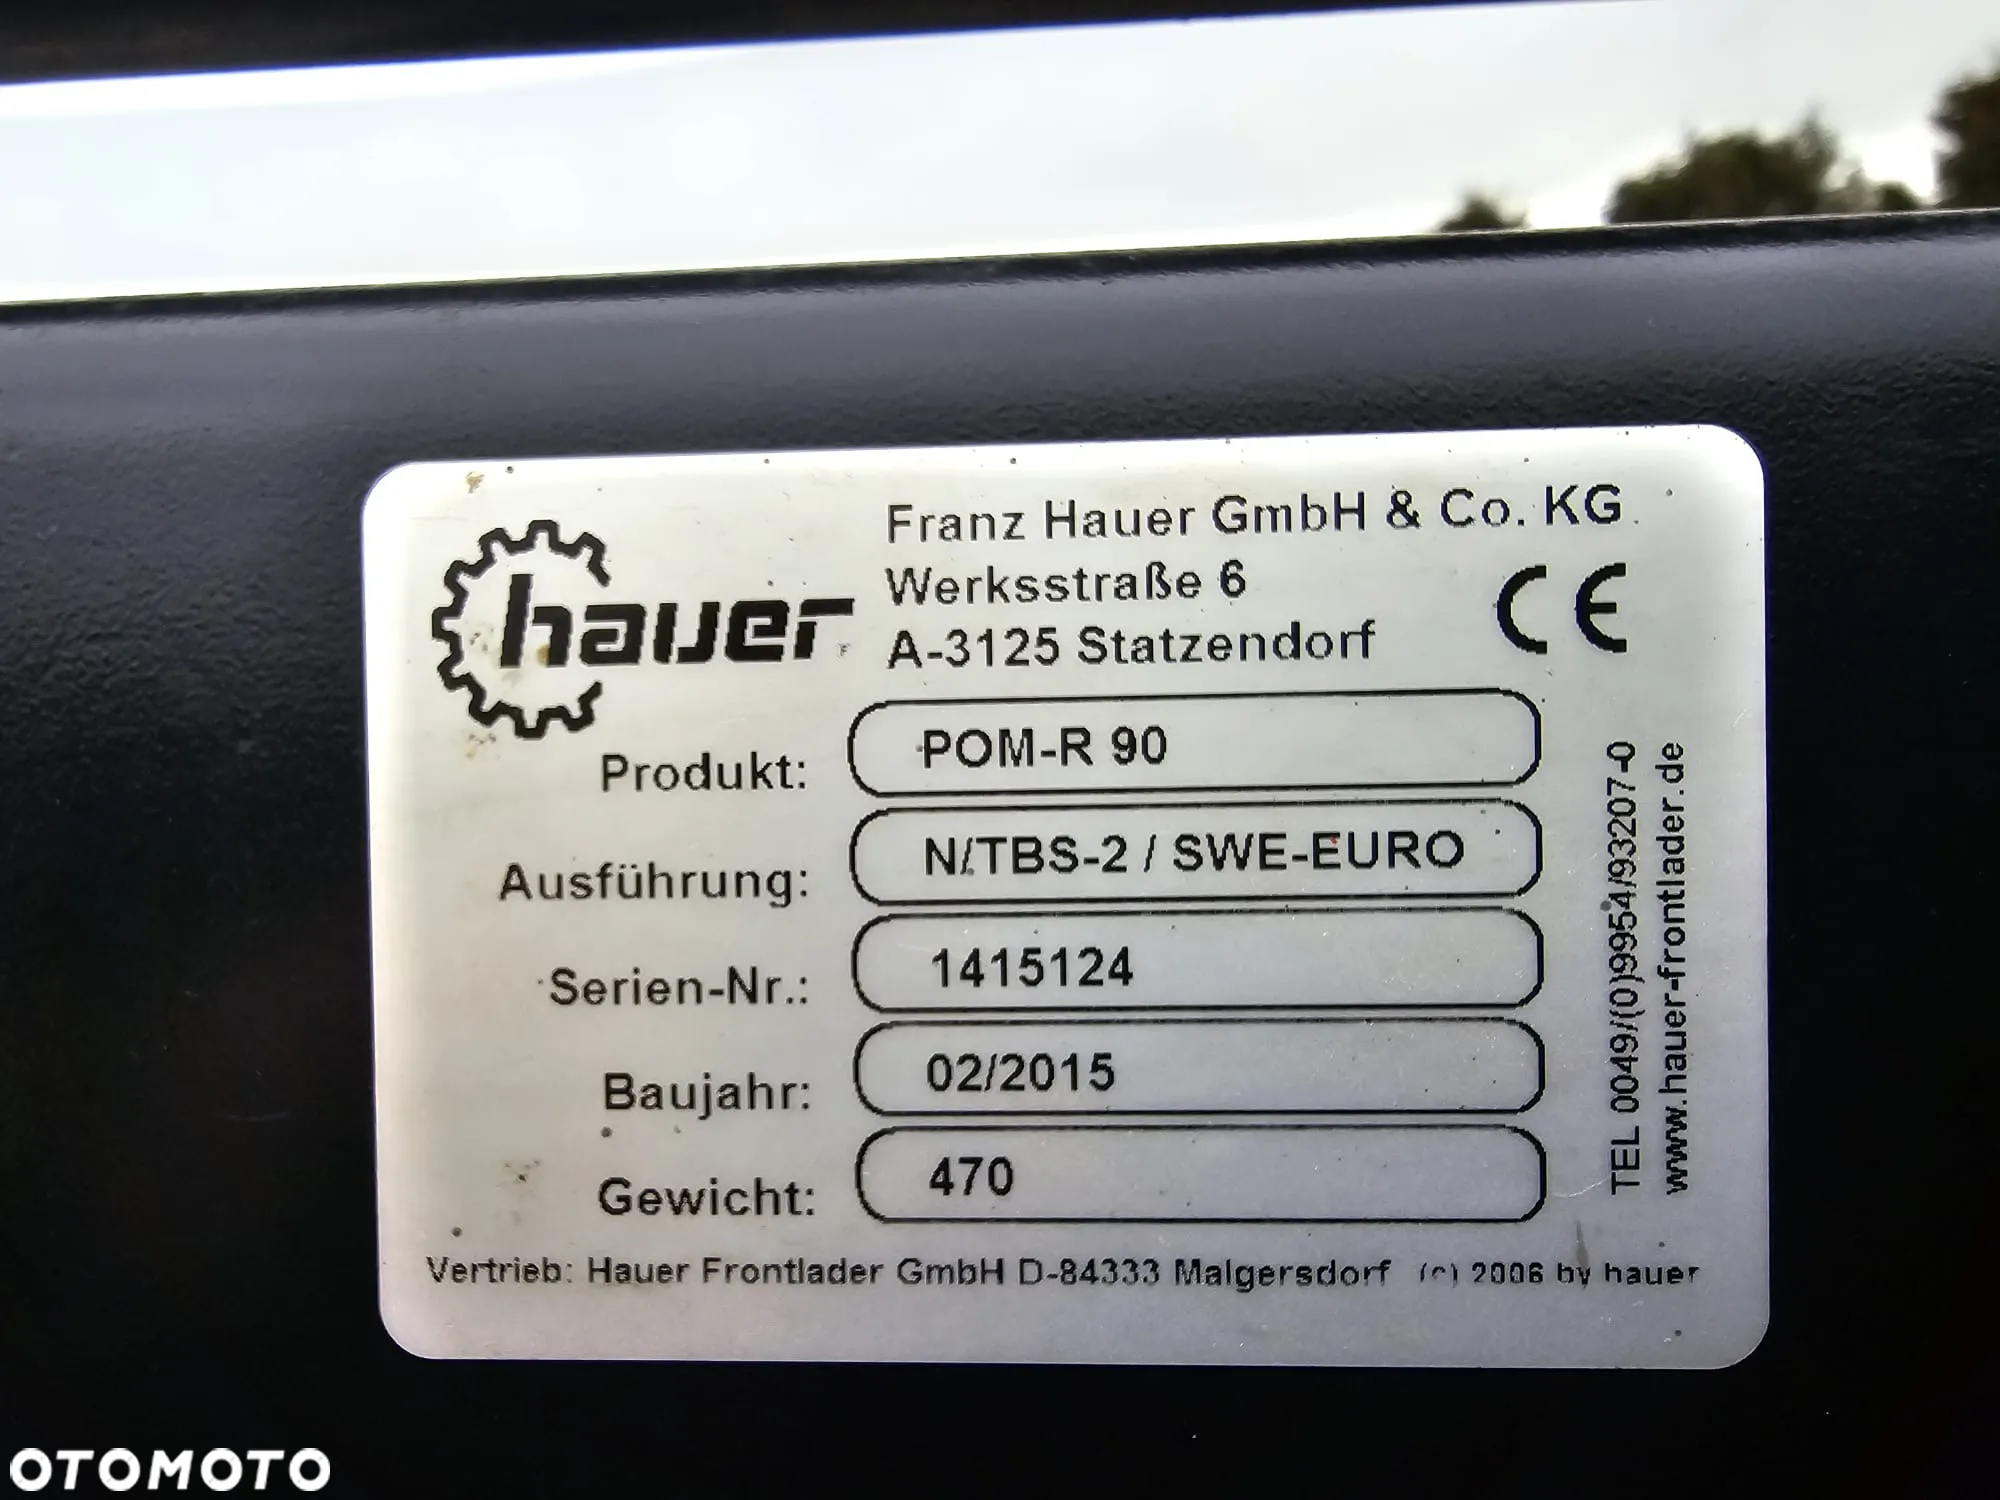 hauer
Franz Hauer GmbH & Co. KG
Werksstraße 6
A-3125 Statzendorf
CE
Produkt: POM-R 90
Ausführung: N/TBS-2 / SWE-EURO
Serien-Nr.: 1415124
Baujahr: 02/2015
Gewicht: 470
TEL 0049/(0)9954/93207-0
www.hauer-frontlader.de
Vertrieb: Hauer Frontlader GmbH D-84333 Malgersdorf (c) 2006 by hauer
OTOMOTO